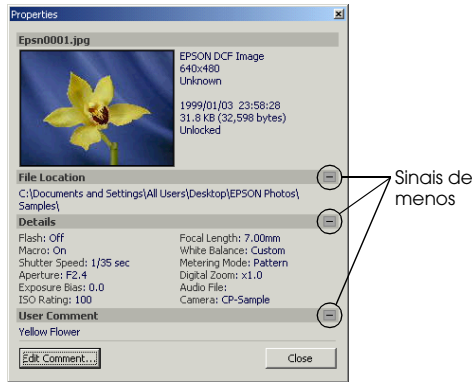 Properties
Epsn0001.jpg
EPSON DCF Image
640x480
Unknown
1999/01/03 23:58:28
31.8 KB (32,598 bytes)
Unlocked
File Location
C:\Documents and Settings\All Users\Desktop\EPSON Photos\
Samples\
Details
Flash: Off
Macro: On
Shutter Speed: 1/35 sec
Aperture: F2.4
Exposure Bias: 0.0
ISO Rating: 100
Focal Length: 7.00mm
White Balance: Custom
Metering Mode: Pattern
Digital Zoom: x1.0
Audio File:
Camera: CP-Sample
User Comment
Yellow Flower
Edit Comment...
Close
Sinais de
menos